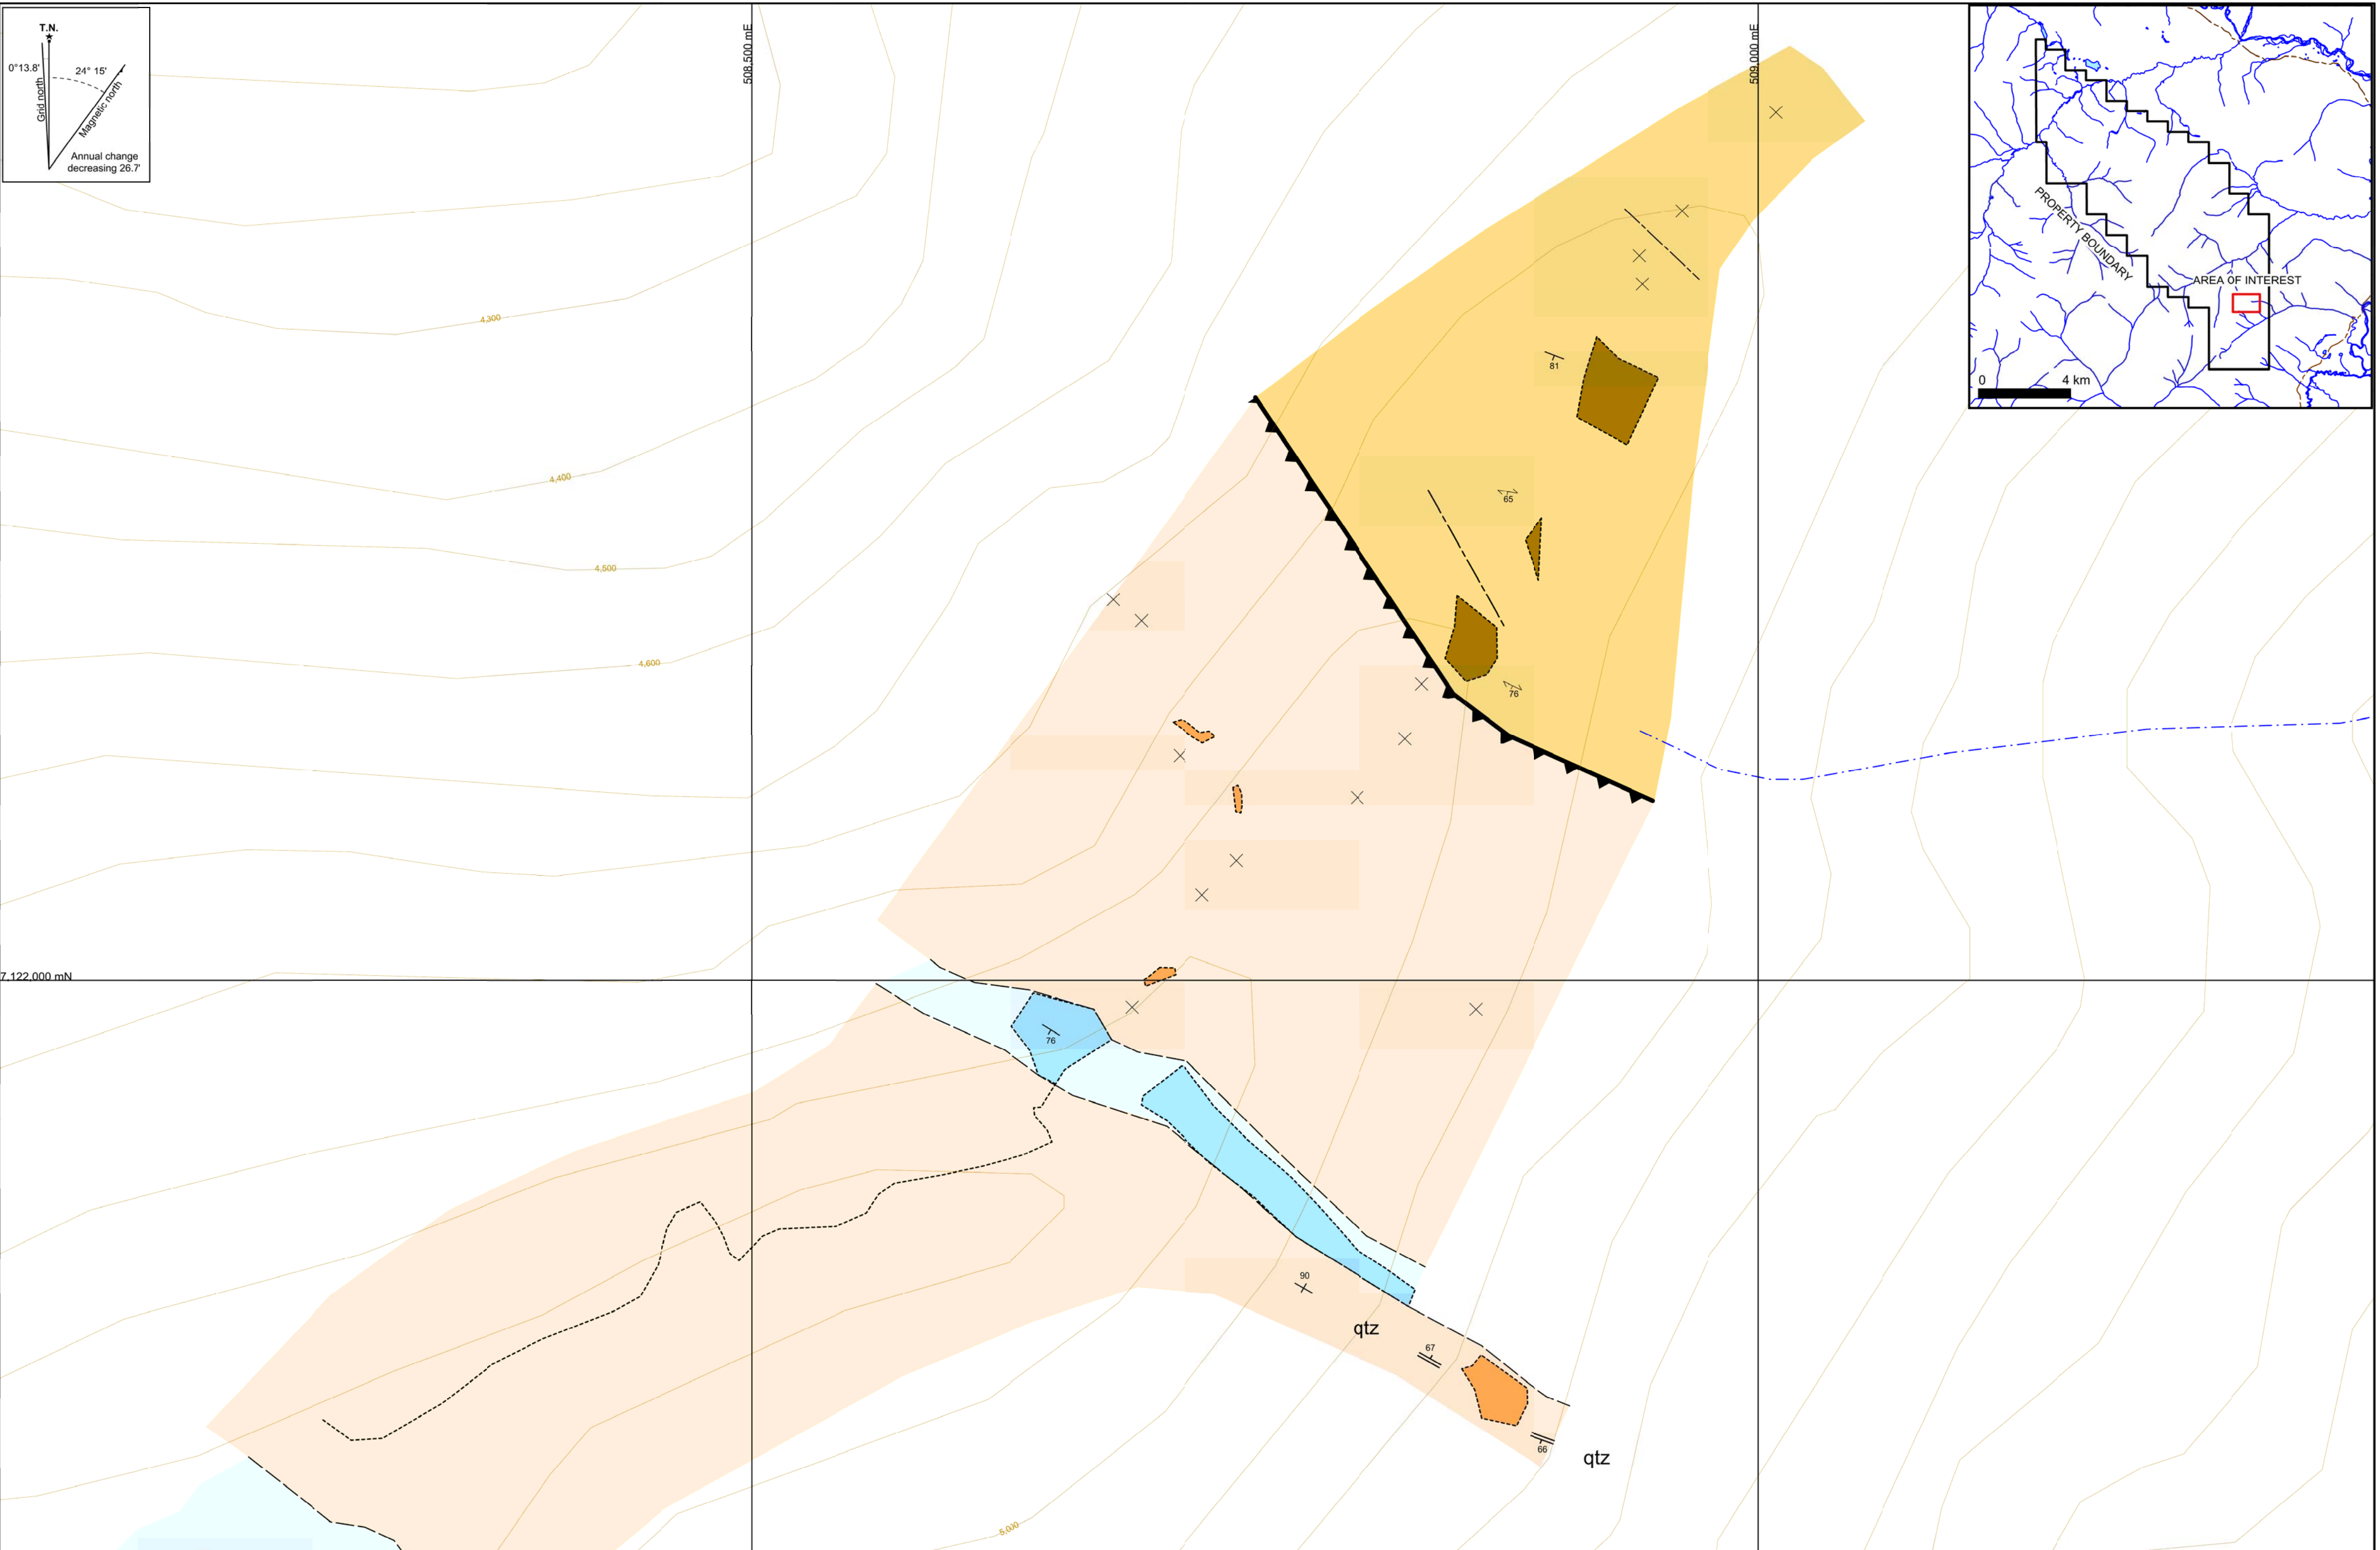 T.N.
0°13.8'
24° 15'
Grid north
Magnetic north
Annual change
decreasing 26.7'
508,500 mE
509,000 mE
PROPERTY BOUNDARY
AREA OF INTEREST
0
4 km
4,300
81
4,400
65
4,500
4,600
76
7,122,000 mN
76
90
qtz
67
66
qtz
5,000